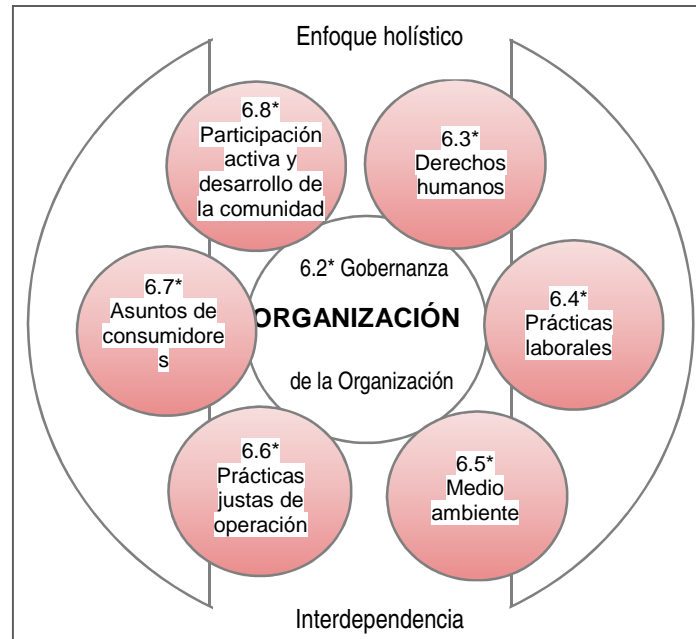 Enfoque holístico
6.8*
Participación
activa y
desarrollo de
la comunidad
6.3*
Derechos
humanos
6.2* Gobernanza
ORGANIZACIÓN
de la Organización
6.7*
Asuntos de
consumidore
s
6.4*
Prácticas
laborales
6.6*
Prácticas
justas de
operación
6.5*
Medio
ambiente
Interdependencia